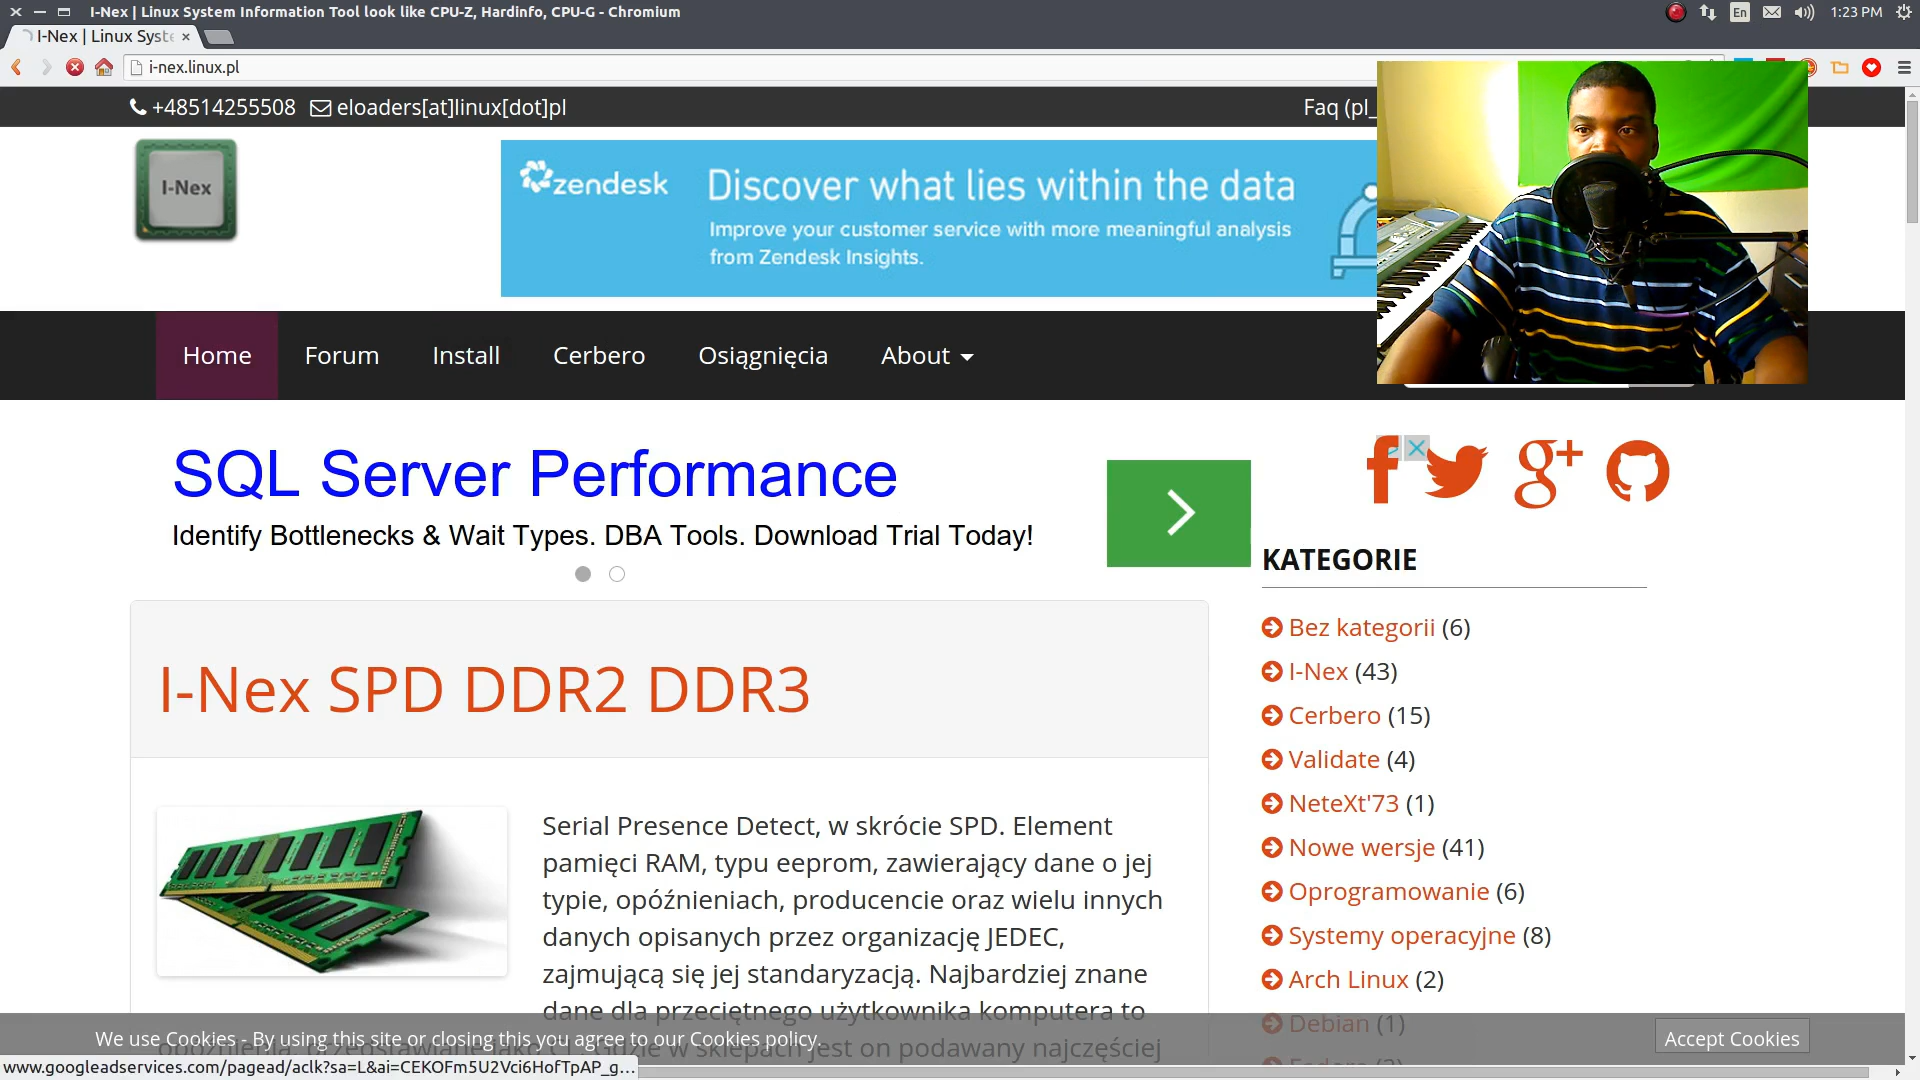 I-Nex | Linux System Information Tool look like CPU-Z, Hardinfo, CPU-G - Chromium
En
1:23 PM
I-Nex | Linux Syste
i-nex.linux.pl
+48514255508 eloaders[at]linux[dot]pl
Faq (pl_
I-Nex
zendesk
Discover what lies within the data
Improve your customer service with more meaningful analysis
from Zendesk Insights.
Home Forum Install Cerbero Osiągnięcia About
SQL Server Performance
Identify Bottlenecks & Wait Types. DBA Tools. Download Trial Today!
KATEGORIE
Bez kategorii (6)
I-Nex (43)
Cerbero (15)
Validate (4)
NeteXt'73 (1)
Nowe wersje (41)
Oprogramowanie (6)
Systemy operacyjne (8)
Arch Linux (2)
Debian (1)
I-Nex SPD DDR2 DDR3
Serial Presence Detect, w skrócie SPD. Element
pamięci RAM, typu eeprom, zawierający dane o jej
typie, opóźnieniach, producencie oraz wielu innych
danych opisanych przez organizację JEDEC,
zajmującą się jej standaryzacją. Najbardziej znane
dane dla przeciętnego użytkownika komputera to
w sklepach jest on podawany najczęściej
We use Cookies - By using this site or closing this you agree to our Cookies policy.
Accept Cookies
www.googleadservices.com/pagead/aclk?sa=L&ai=CEKOFm5U2Vci6HofTpAP_g...